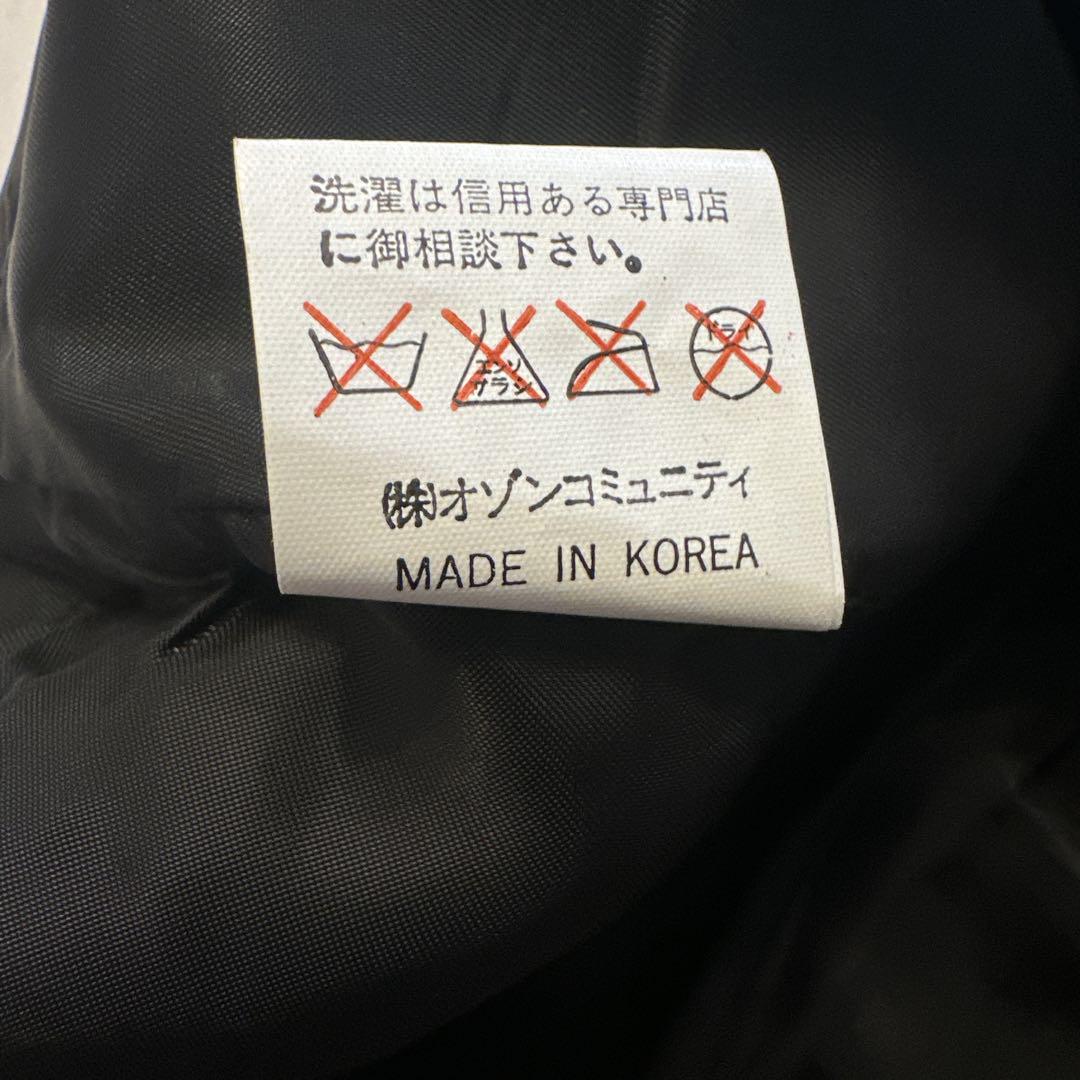 洗濯は信用ある専門店
に御相談下さい。
エンソ
サラシ
ドライ
(株)オゾンコミュニティ
MADE IN KOREA